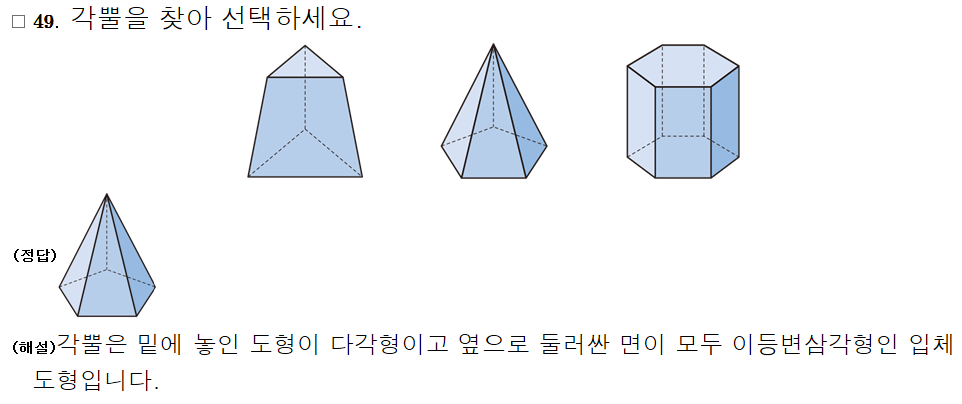 □ 49. 각뿔을 찾아 선택하세요.
(정답)
(해설)각뿔은 밑에 놓인 도형이 다각형이고 옆으로 둘러싼 면이 모두 이등변삼각형인 입체
도형입니다.